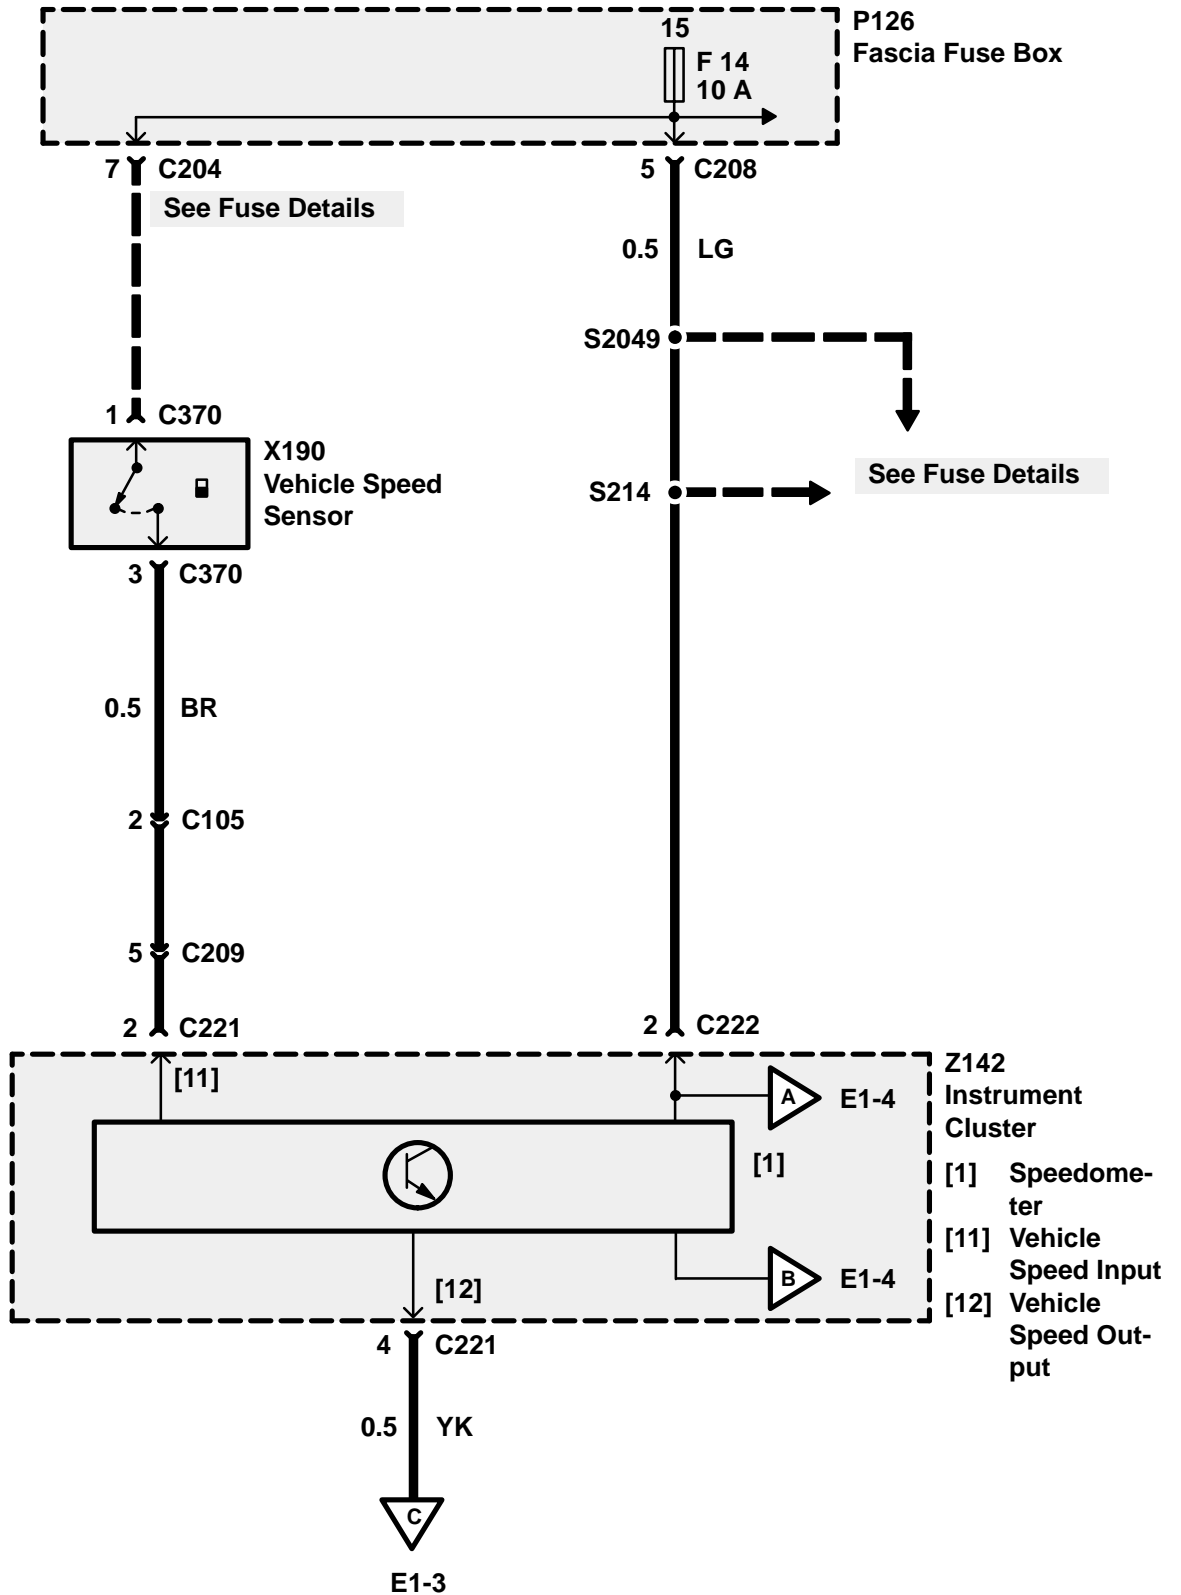 15
P126
Fascia Fuse Box
F 14
10 A
7 C204
5 C208
See Fuse Details
0.5 LG
S2049
1 C370
X190
Vehicle Speed
Sensor
See Fuse Details
S214
3 C370
0.5 BR
2 C105
5 C209
2 C221
2 C222
[11]
Z142
Instrument
Cluster
A E1-4
[1]
[1] Speedome-
ter
[11] Vehicle
Speed Input
[12] Vehicle
Speed Out-
put
B E1-4
[12]
4 C221
0.5 YK
C
E1-3